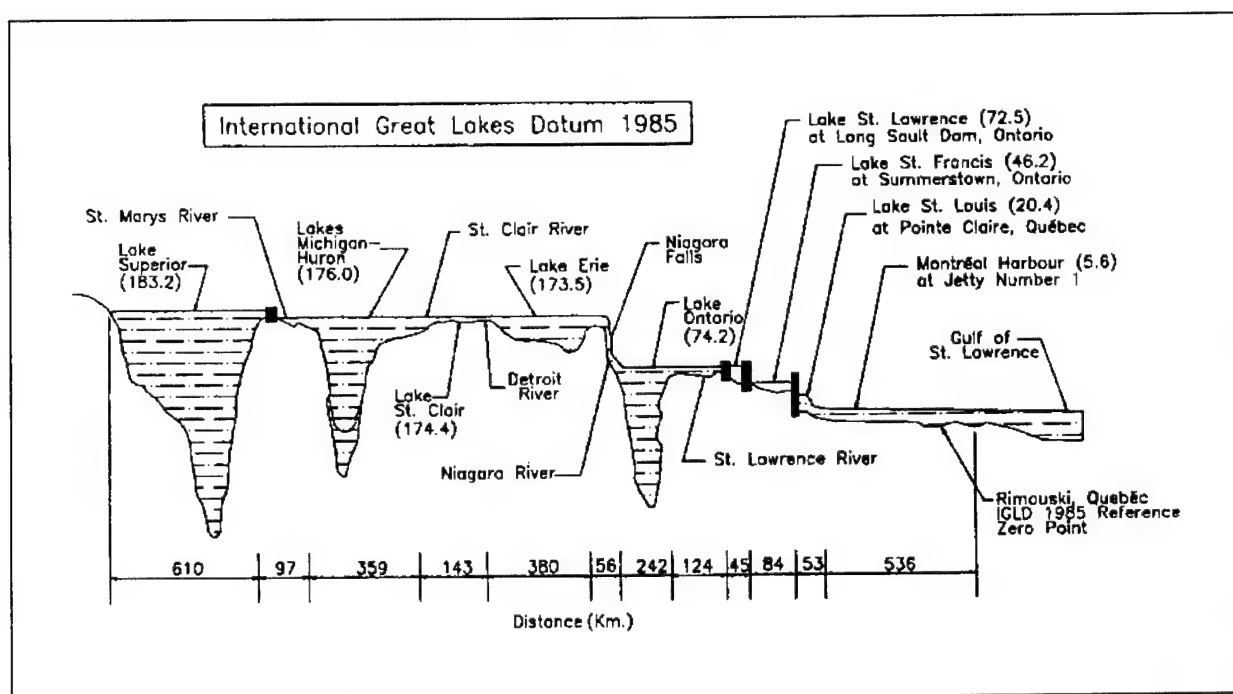 International Great Lakes Datum 1985
Lake St. Lawrence (72.5)
at Long Sault Dam, Ontario
Lake St. Francis (46.2)
at Summerstown, Ontario
Lake St. Louis (20.4)
at Pointe Claire, Québec
Montréal Harbour (5.6)
at Jetty Number 1
Gulf of
St. Lawrence
St. Marys River
Lake
Superior
(183.2)
Lakes
Michigan-
Huron
(176.0)
St. Clair River
Lake Erie
(173.5)
Niagara
Falls
Lake
Ontario
(74.2)
Lake
St. Clair
(174.4)
Detroit
River
Niagara River
St. Lawrence River
Rimouski, Quebéc
IGLD 1985 Reference
Zero Point
610 97 359 143 380 56 242 124 45 84 53 536
Distance (Km.)